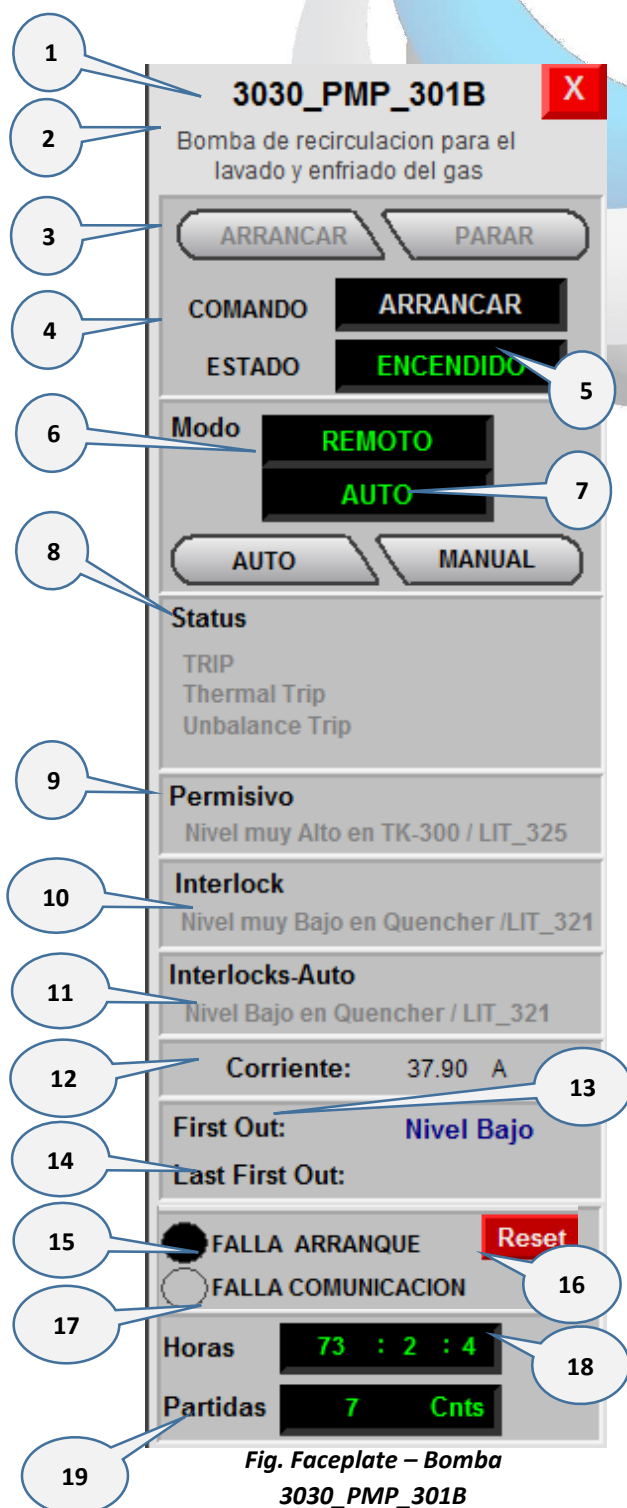 1
3030_PMP_301B X
2
Bomba de recirculacion para el
lavado y enfriado del gas
3
ARRANCAR PARAR
4
COMANDO ARRANCAR
ESTADO ENCENDIDO
5
6
Modo REMOTO
AUTO
7
8
AUTO MANUAL
Status
TRIP
Thermal Trip
Unbalance Trip
9
Permisivo
Nivel muy Alto en TK-300 / LIT_325
10
Interlock
Nivel muy Bajo en Quencher /LIT_321
11
Interlocks-Auto
Nivel Bajo en Quencher / LIT_321
12
Corriente: 37.90 A
13
First Out: Nivel Bajo
14
Last First Out:
15
FALLA ARRANQUE Reset
16
FALLA COMUNICACION
17
Horas 73 : 2 : 4
18
Partidas 7 Cnts
19
Fig. Faceplate – Bomba
3030_PMP_301B